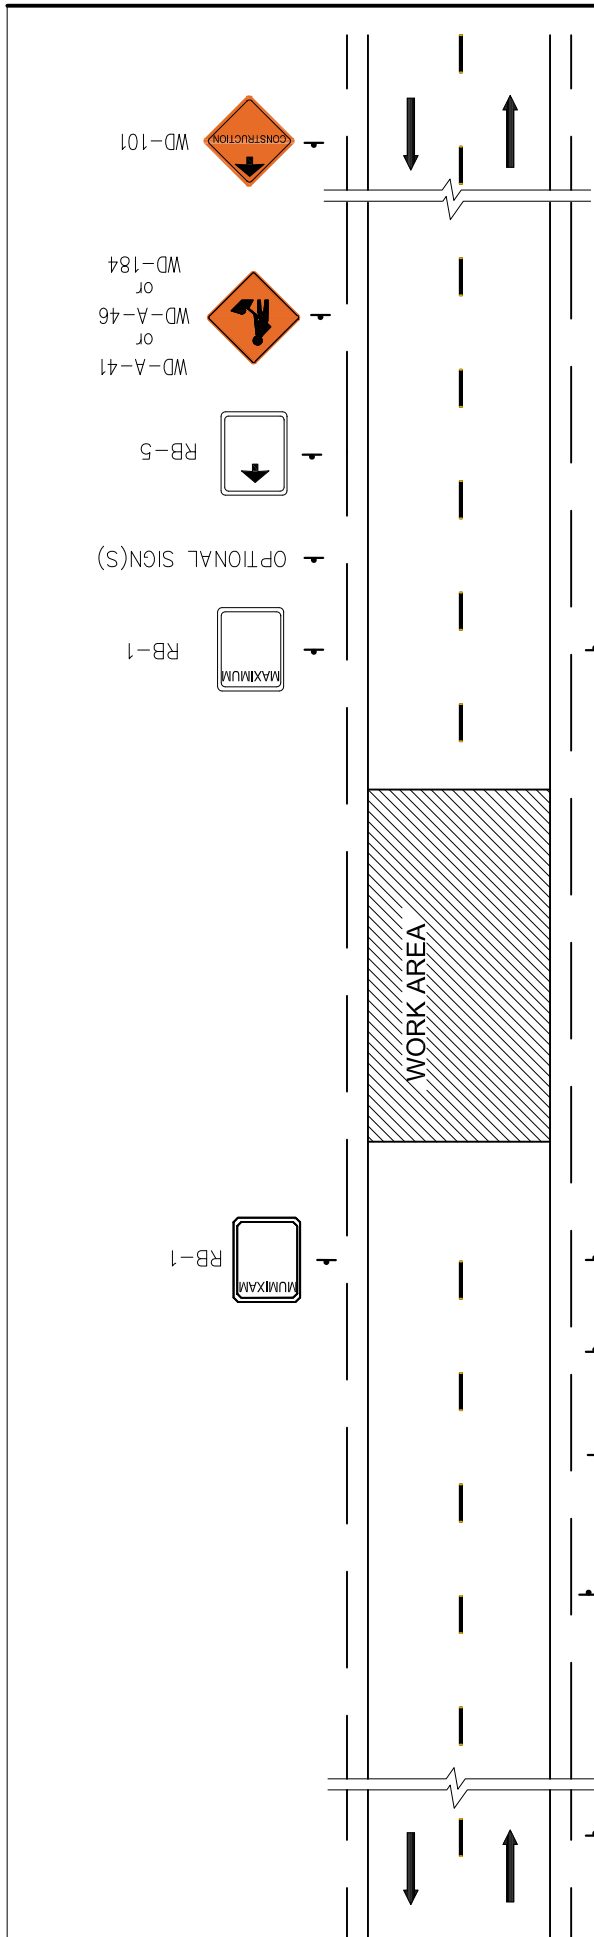 WD-101
CONSTRUCTION
WD-A-41
or
WD-A-46
or
WD-184
RB-5
OPTIONAL SIGN(S)
RB-1
MAXIMUM
WORK AREA
RB-1
MAXIMUM